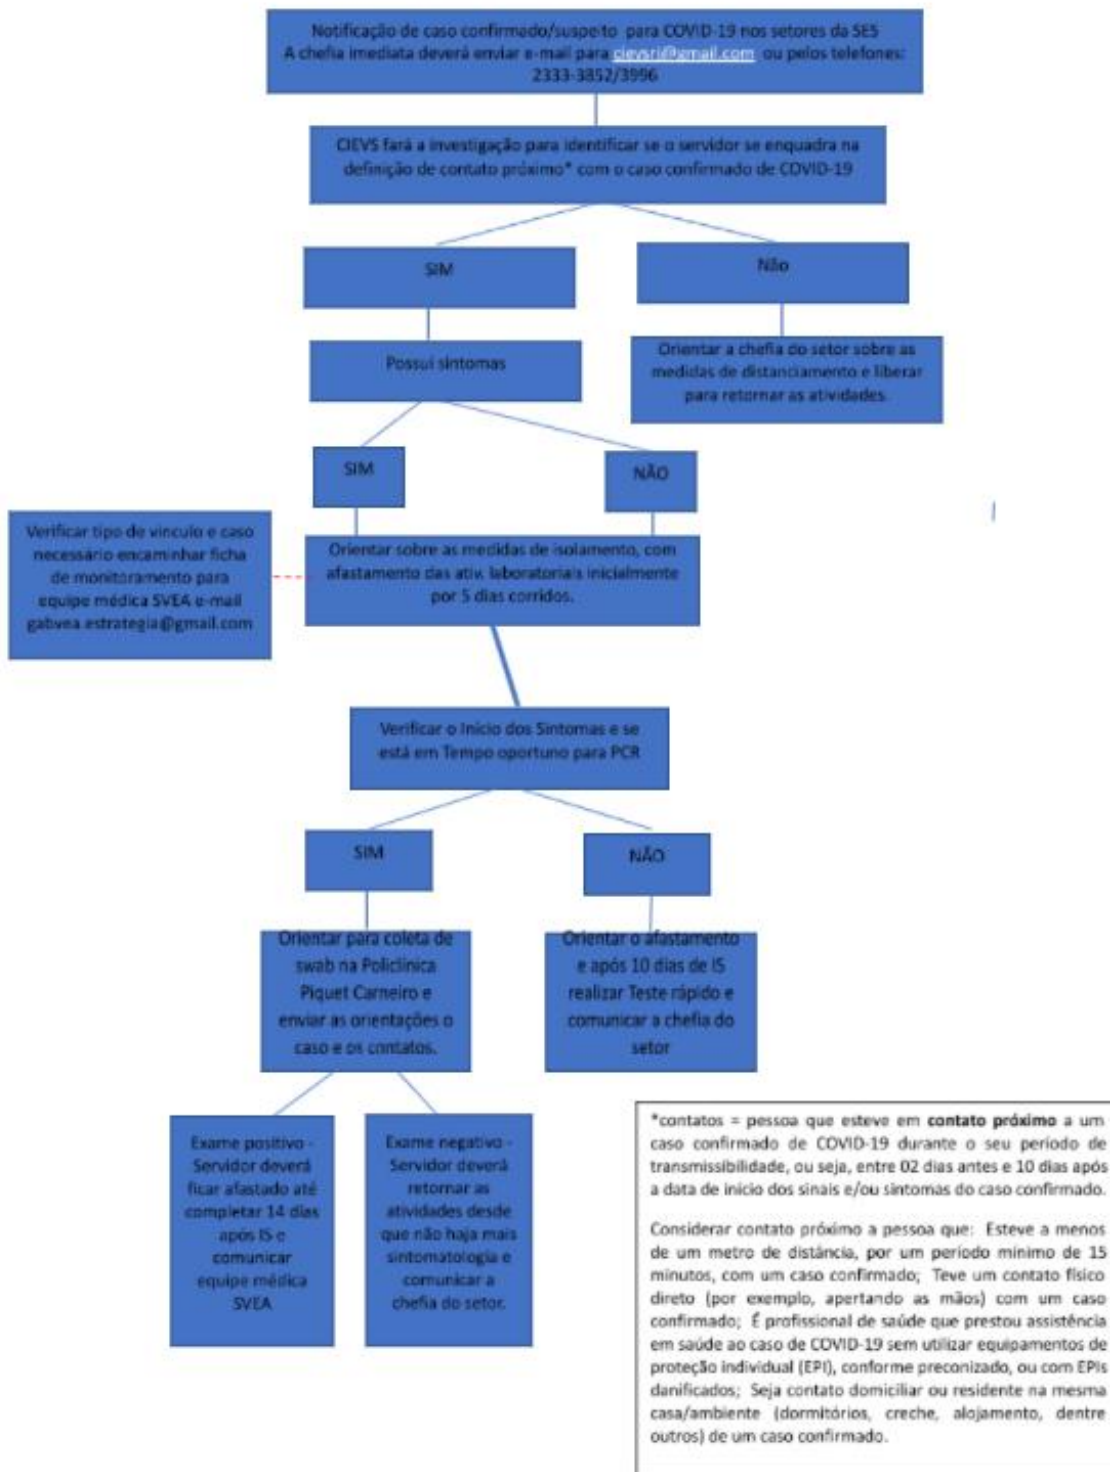 Notificação de caso confirmado/suspeito para COVID-19 nos setores da SES
A chefia imediata deverá enviar e-mail para cievsrj@gmail.com ou pelos telefones:
2333-3852/3996
CIEVS fará a investigação para identificar se o servidor se enquadra na
definição de contato próximo* com o caso confirmado de COVID-19
SIM
Não
Possui sintomas
Orientar a chefia do setor sobre as
medidas de distanciamento e liberar
para retornar as atividades.
SIM
NÃO
Verificar tipo de vinculo e caso
necessário encaminhar ficha
de monitoramento para
equipe médica SVEA e-mail
gabvea.estrategia@gmail.com
Orientar sobre as medidas de isolamento, com
afastamento das ativ. laboratoriais inicialmente
por 5 dias corridos.
Verificar o Início dos Sintomas e se
está em Tempo oportuno para PCR
SIM
NÃO
Orientar para coleta de
swab na Policlínica
Piquet Carneiro e
enviar as orientações o
caso e os contatos.
Orientar o afastamento
e após 10 dias de IS
realizar Teste rápido e
comunicar a chefia do
setor
Exame positivo -
Servidor deverá
ficar afastado até
completar 14 dias
após IS e
comunicar
equipe médica
SVEA
Exame negativo -
Servidor deverá
retornar as
atividades desde
que não haja mais
sintomatologia e
comunicar a
chefia do setor.
*contatos = pessoa que esteve em contato próximo a um
caso confirmado de COVID-19 durante o seu período de
transmissibilidade, ou seja, entre 02 dias antes e 10 dias após
a data de início dos sinais e/ou sintomas do caso confirmado.
Considerar contato próximo a pessoa que: Esteve a menos
de um metro de distância, por um período mínimo de 15
minutos, com um caso confirmado; Teve um contato físico
direto (por exemplo, apertando as mãos) com um caso
confirmado; É profissional de saúde que prestou assistência
em saúde ao caso de COVID-19 sem utilizar equipamentos de
proteção individual (EPI), conforme preconizado, ou com EPIs
danificados; Seja contato domiciliar ou residente na mesma
casa/ambiente (dormitórios, creche, alojamento, dentre
outros) de um caso confirmado.